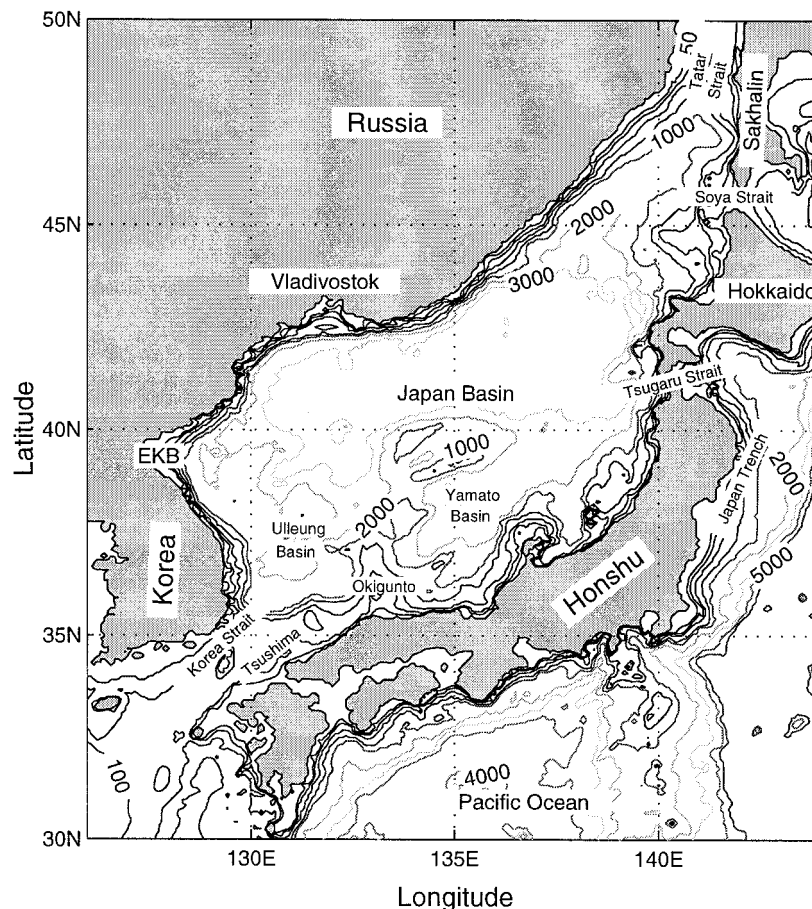 50N
50
Tatar
Strait
Sakhalin
Russia
1000
Soya Strait
45N
2000
Vladivostok
3000
Hokkaido
Tsugaru Strait
Japan Basin
Latitude
40N
EKB
1000
2000
Japan Trench
Yamato
Basin
2000
Ulleung
Basin
Korea
5000
Okigunto
Honshu
35N
Korea Strait
Tsushima
100
4000
Pacific Ocean
0
30N
130E
135E
140E
Longitude